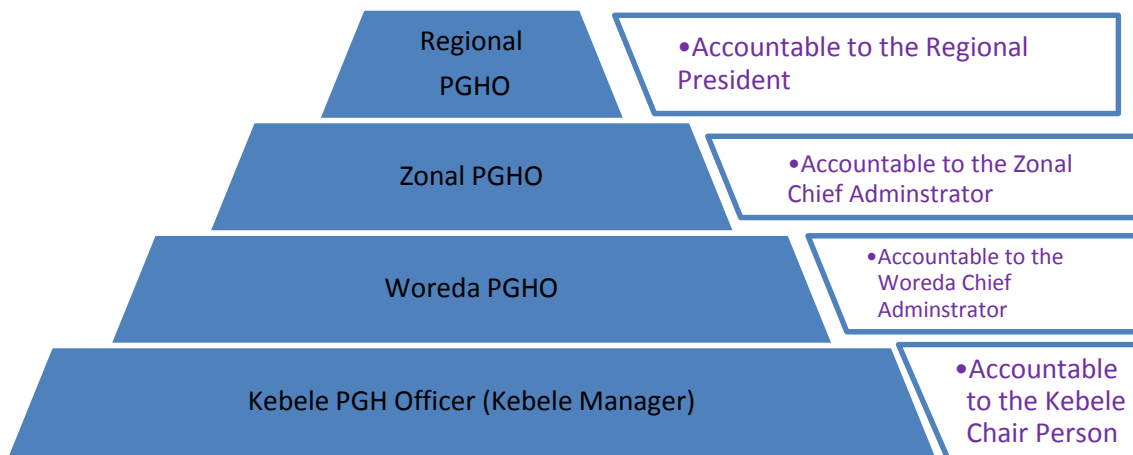 Regional
PGHO
•Accountable to the Regional
President
Zonal PGHO
•Accountable to the Zonal
Chief Adminstrator
Woreda PGHO
•Accountable to the
Woreda Chief
Adminstrator
Kebele PGH Officer (Kebele Manager)
•Accountable
to the Kebele
Chair Person